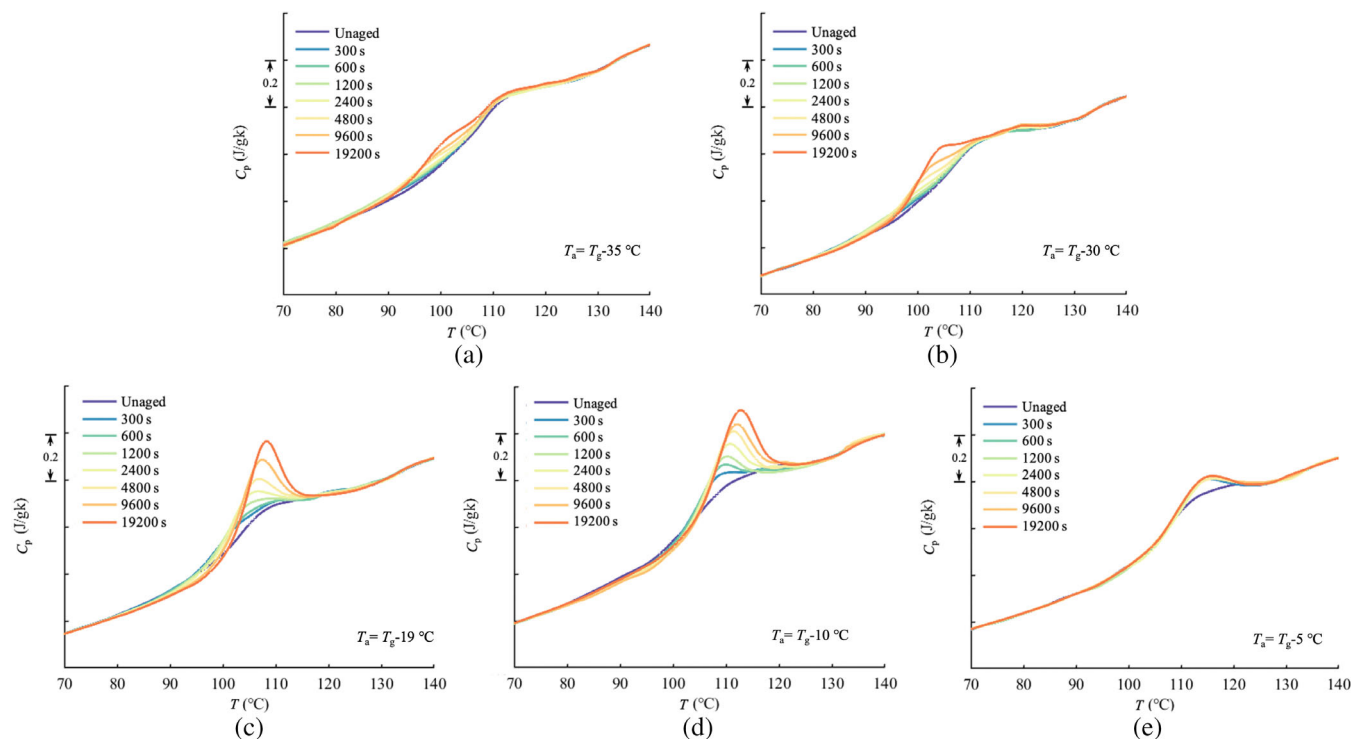 Unaged
300 s
600 s
1200 s
2400 s
4800 s
9600 s
19200 s
0.2
Cp (J/gk)
Ta= Tg-35 °C
70 80 90 100 110 120 130 140
T (°C)
(a)
Unaged
300 s
600 s
1200 s
2400 s
4800 s
9600 s
19200 s
0.2
Cp (J/gk)
Ta= Tg-30 °C
70 80 90 100 110 120 130 140
T (°C)
(b)
Unaged
300 s
600 s
1200 s
2400 s
4800 s
9600 s
19200 s
0.2
Cp (J/gk)
Ta= Tg-19 °C
70 80 90 100 110 120 130 140
T (°C)
(c)
Unaged
300 s
600 s
1200 s
2400 s
4800 s
9600 s
19200 s
0.2
Cp (J/gk)
Ta= Tg-10 °C
70 80 90 100 110 120 130 140
T (°C)
(d)
Unaged
300 s
600 s
1200 s
2400 s
4800 s
9600 s
19200 s
0.2
Cp (J/gk)
Ta= Tg-5 °C
70 80 90 100 110 120 130 140
T (°C)
(e)